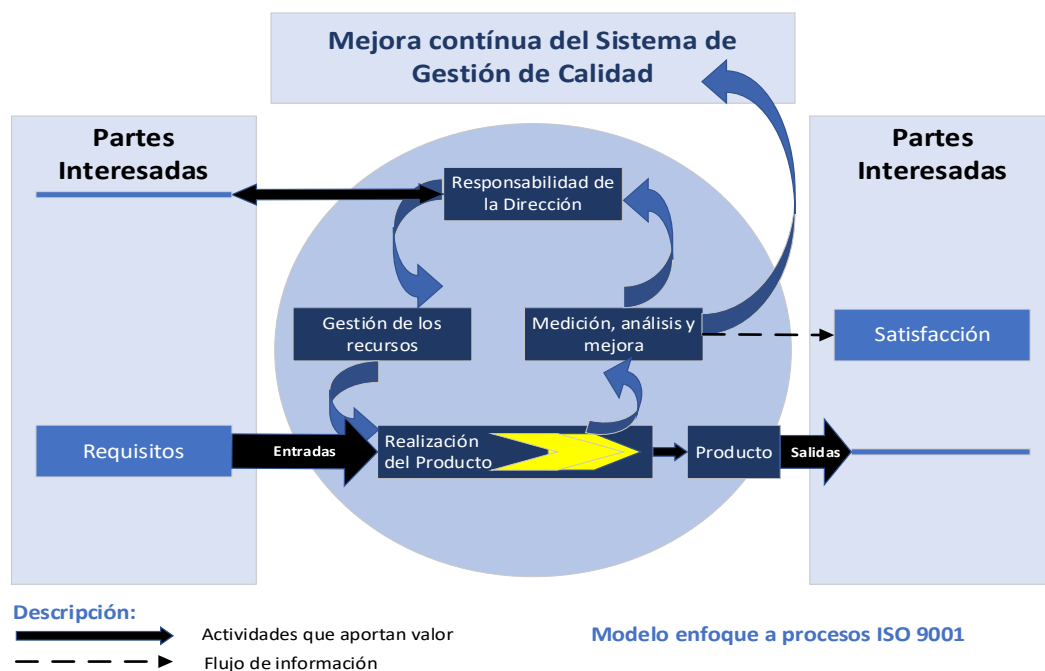 Mejora contínua del Sistema de
Gestión de Calidad
Partes
Interesadas
Partes
Interesadas
Responsabilidad de
la Dirección
Gestión de los
recursos
Medición, análisis y
mejora
Satisfacción
Requisitos
Entradas
Realización
del Producto
Producto
Salidas
Descripción:
Actividades que aportan valor
Flujo de información
Modelo enfoque a procesos ISO 9001